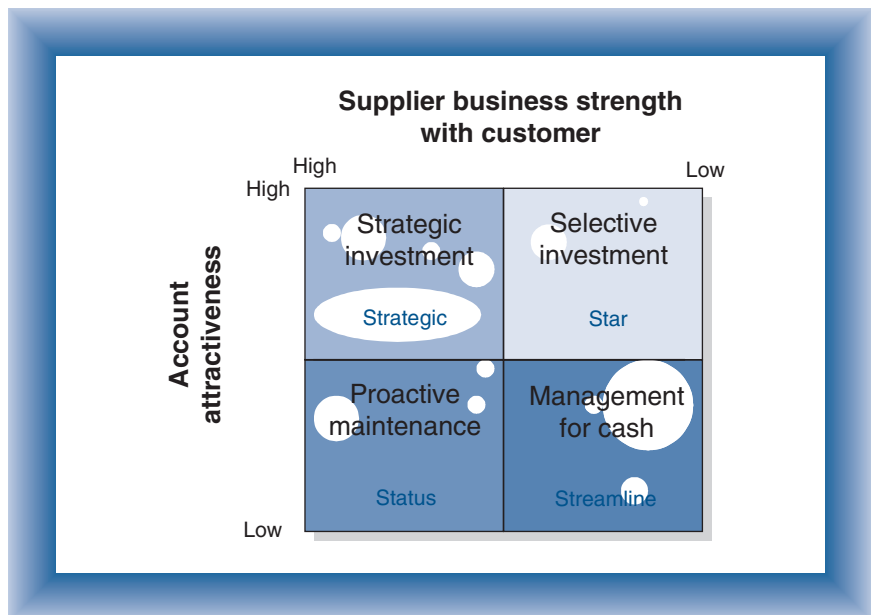 Supplier business strength
with customer
High
Low
High
Account
attractiveness
Strategic
investment
Strategic
Selective
investment
Star
Proactive
maintenance
Status
Management
for cash
Streamline
Low